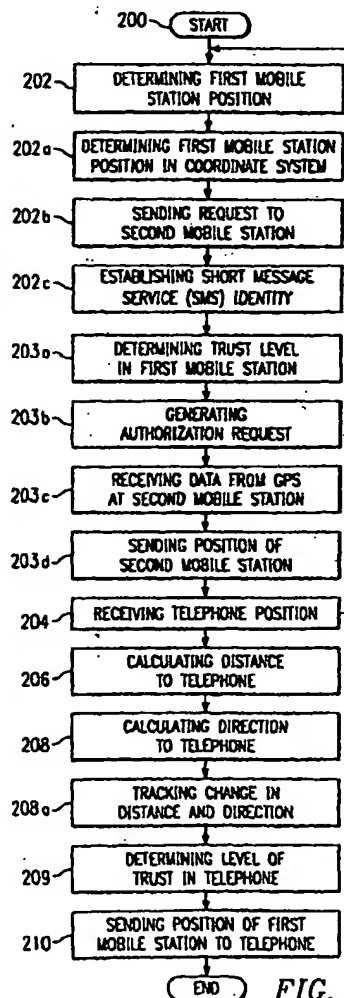 200
START
202
DETERMINING FIRST MOBILE
STATION POSITION
202a
DETERMINING FIRST MOBILE STATION
POSITION IN COORDINATE SYSTEM
202b
SENDING REQUEST TO
SECOND MOBILE STATION
202c
ESTABLISHING SHORT MESSAGE
SERVICE (SMS) IDENTITY
203a
DETERMINING TRUST LEVEL
IN FIRST MOBILE STATION
203b
GENERATING
AUTHORIZATION REQUEST
203c
RECEIVING DATA FROM GPS
AT SECOND MOBILE STATION
203d
SENDING POSITION OF
SECOND MOBILE STATION
204
RECEIVING TELEPHONE POSITION
206
CALCULATING DISTANCE
TO TELEPHONE
208
CALCULATING DIRECTION
TO TELEPHONE
208a
TRACKING CHANGE IN
DISTANCE AND DIRECTION
209
DETERMINING LEVEL OF
TRUST IN TELEPHONE
210
SENDING POSITION OF FIRST
MOBILE STATION TO TELEPHONE
END
FIG.